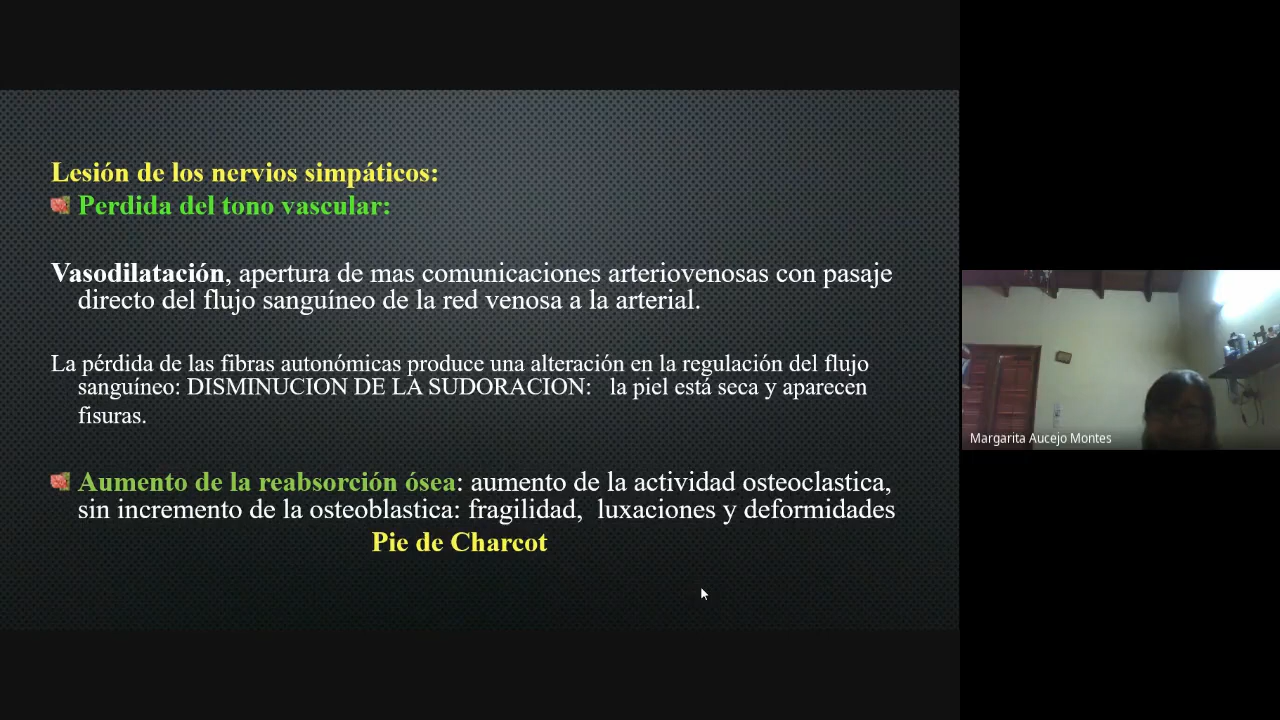 Lesión de los nervios simpáticos:
Perdida del tono vascular:
Vasodilatación, apertura de mas comunicaciones arteriovenosas con pasaje
directo del flujo sanguíneo de la red venosa a la arterial.
La pérdida de las fibras autonómicas produce una alteración en la regulación del flujo
sanguíneo: DISMINUCION DE LA SUDORACION:   la piel está seca y aparecen
fisuras.
Aumento de la reabsorción ósea: aumento de la actividad osteoclastica,
sin incremento de la osteoblastica: fragilidad,  luxaciones y deformidades
Pie de Charcot
Margarita Aucejo Montes